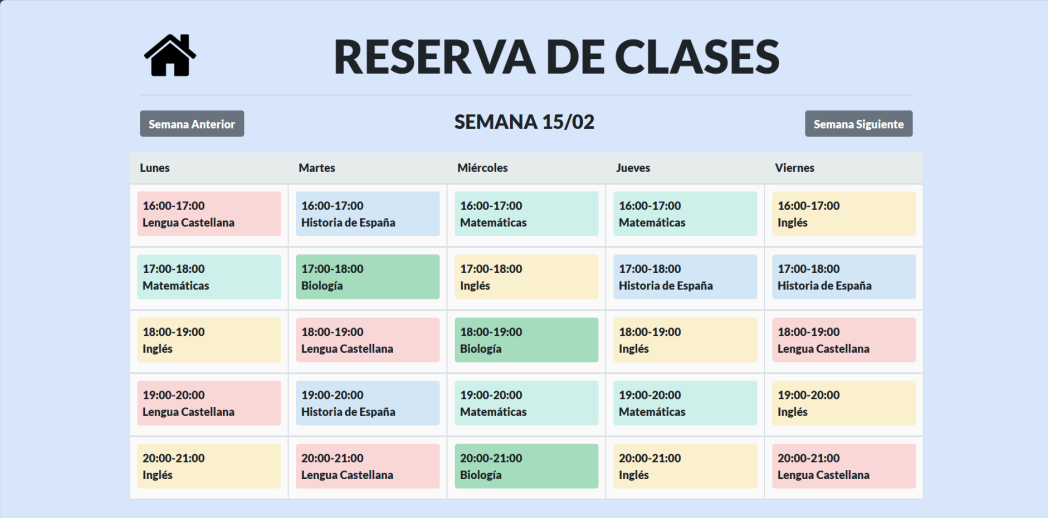 RESERVA DE CLASES
Semana Anterior
SEMANA 15/02
Semana Siguiente
Lunes
Martes
Miércoles
Jueves
Viernes
16:00-17:00
Lengua Castellana
16:00-17:00
Historia de España
16:00-17:00
Matemáticas
16:00-17:00
Matemáticas
16:00-17:00
Inglés
17:00-18:00
Matemáticas
17:00-18:00
Biología
17:00-18:00
Inglés
17:00-18:00
Historia de España
17:00-18:00
Historia de España
18:00-19:00
Inglés
18:00-19:00
Lengua Castellana
18:00-19:00
Biología
18:00-19:00
Inglés
18:00-19:00
Lengua Castellana
19:00-20:00
Lengua Castellana
19:00-20:00
Historia de España
19:00-20:00
Matemáticas
19:00-20:00
Matemáticas
19:00-20:00
Inglés
20:00-21:00
Inglés
20:00-21:00
Lengua Castellana
20:00-21:00
Biología
20:00-21:00
Inglés
20:00-21:00
Lengua Castellana